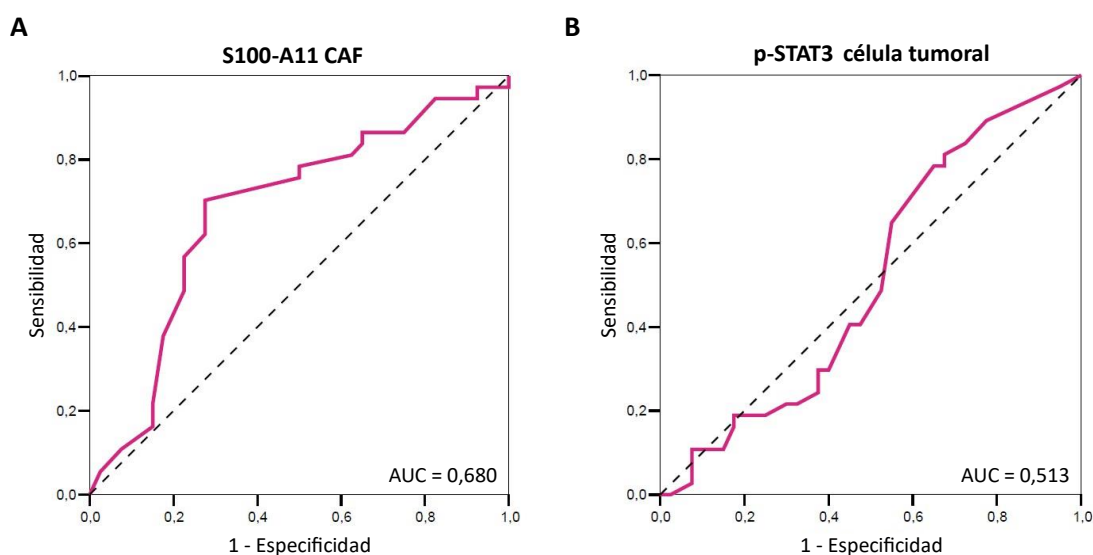 A
S100-A11 CAF
1,0
0,8
0,6
0,4
0,2
0,0
Sensibilidad
AUC = 0,680
0,0 0,2 0,4 0,6 0,8 1,0
1 - Especificidad
B
p-STAT3 célula tumoral
1,0
0,8
0,6
0,4
0,2
0,0
Sensibilidad
AUC = 0,513
0,0 0,2 0,4 0,6 0,8 1,0
1 - Especificidad